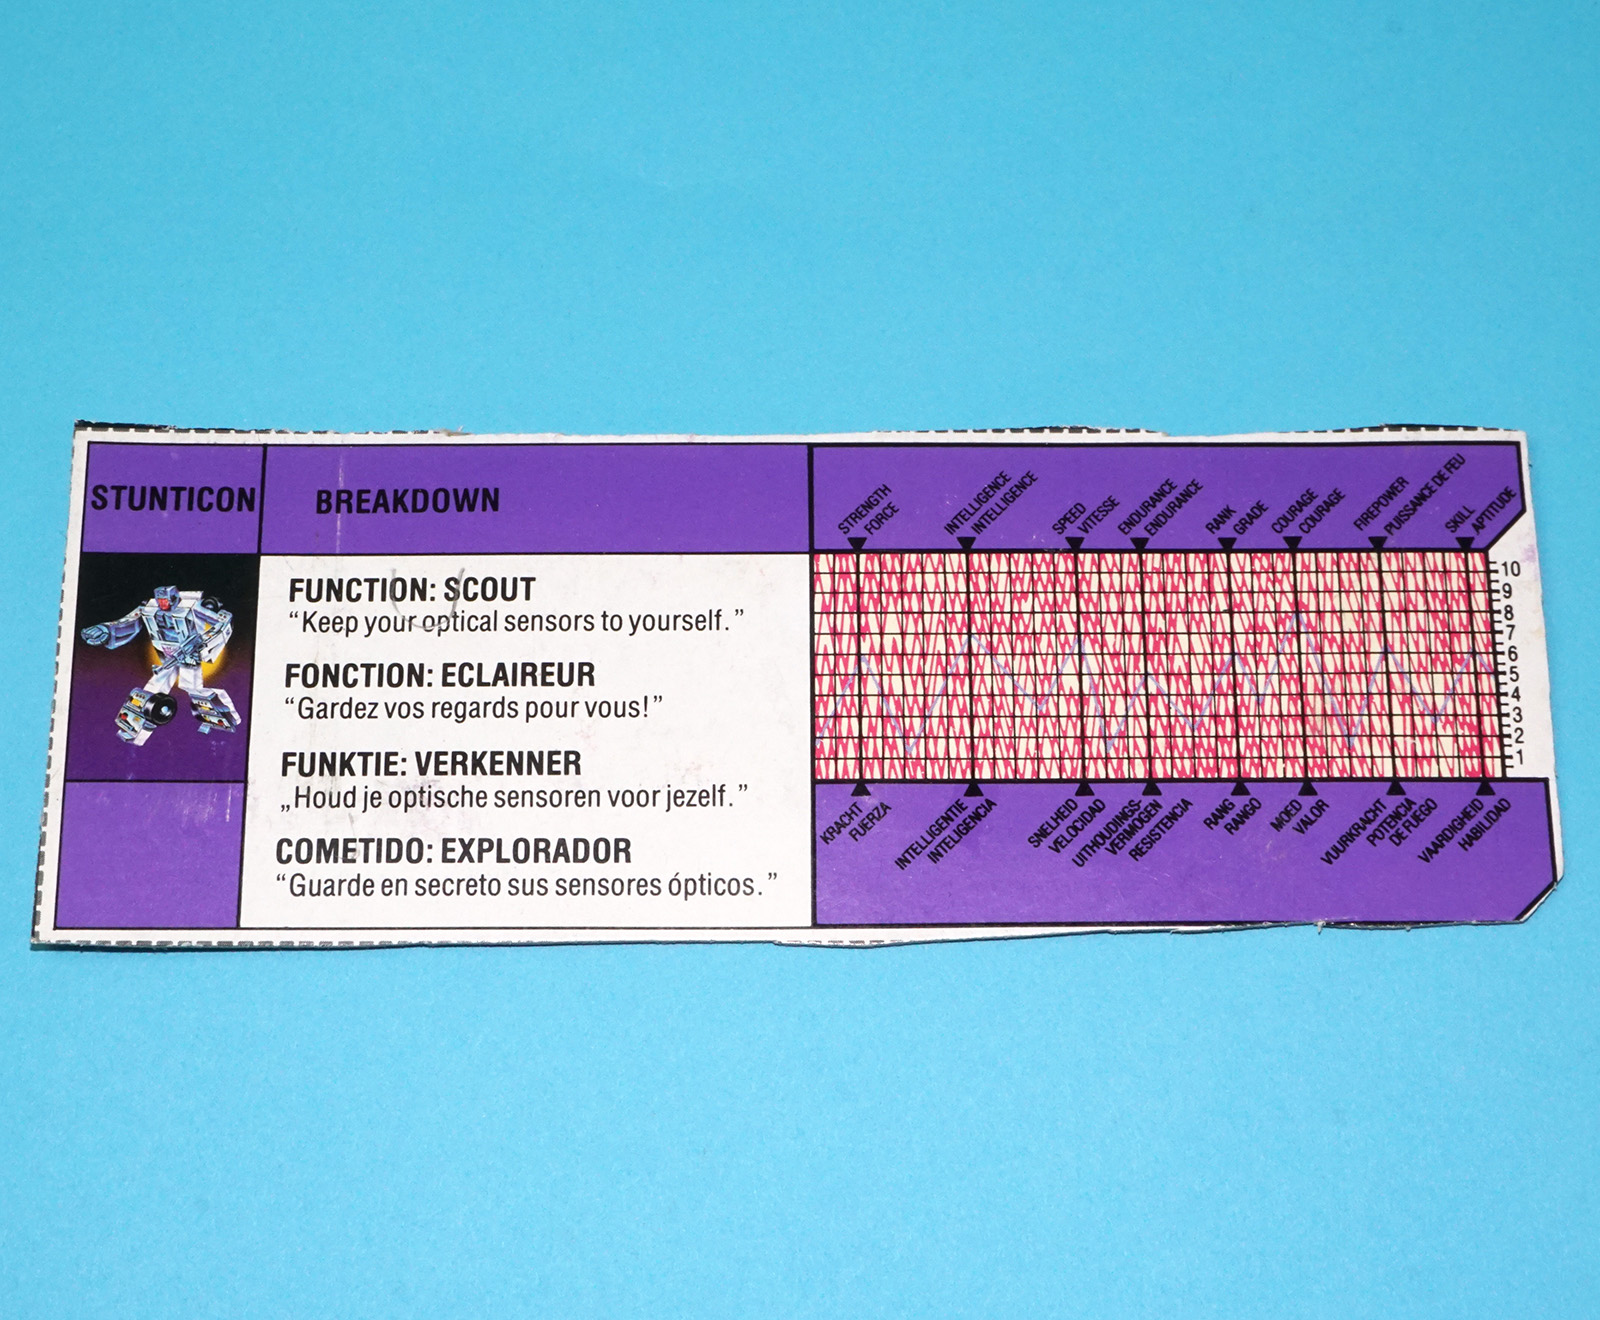 STUNTICON
BREAKDOWN
FUNCTION: SCOUT
“Keep your optical sensors to yourself.”
FONCTION: ECLAIREUR
“Gardez vos regards pour vous!”
FUNKTIE: VERKENNER
„Houd je optische sensoren voor jezelf.”
COMETIDO: EXPLORADOR
“Guarde en secreto sus sensores ópticos.”
STRENGTH
FORCE
INTELLIGENCE
INTELLIGENCE
SPEED
VITESSE
ENDURANCE
ENDURANCE
RANK
GRADE
COURAGE
COURAGE
FIREPOWER
PUISSANCE DE FEU
SKILL
APTITUDE
10
9
8
7
6
5
4
3
2
1
KRACHT
FUERZA
INTELLIGENTIE
INTELIGENCIA
SNELHEID
VELOCIDAD
UITHOUDINGS-
VERMOGEN
RESISTENCIA
RANG
RANGO
MOED
VALOR
VUURKRACHT
POTENCIA
DE FUEGO
VAARDIGHEID
HABILIDAD